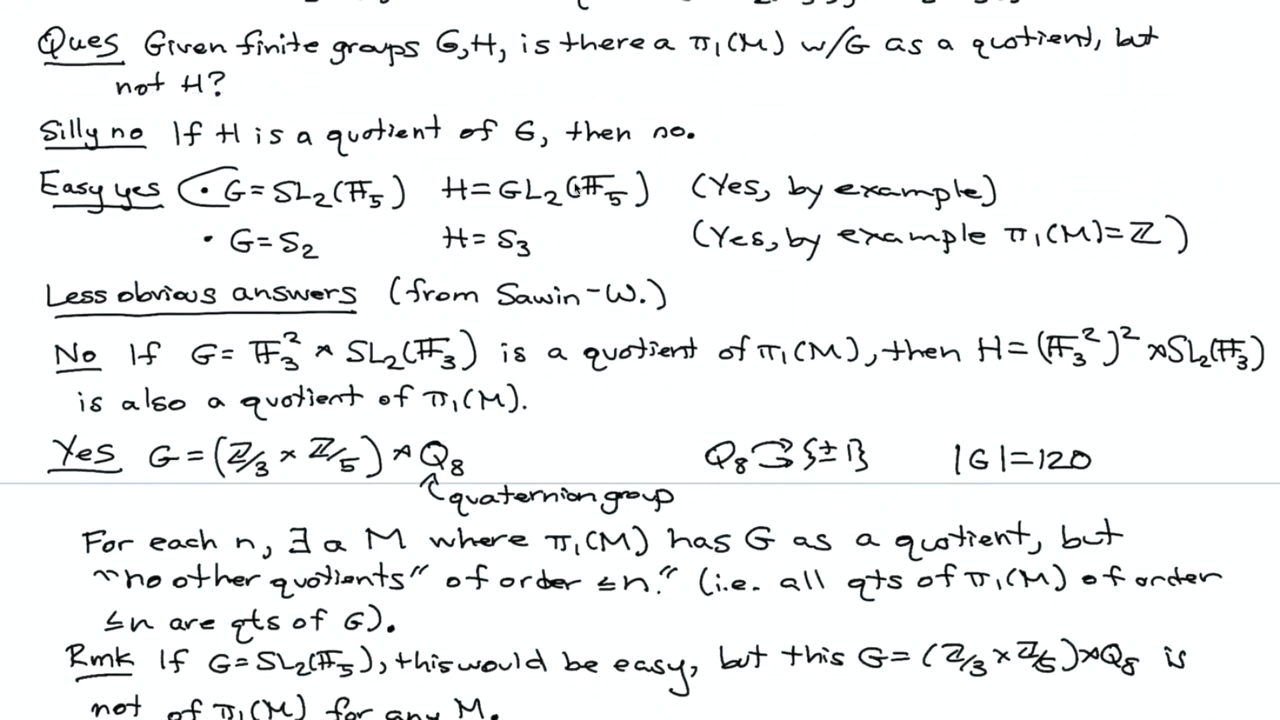 Ques Given finite groups G,H, is there a π₁(M) w/G as a quotient, but
not H?
Silly no If H is a quotient of G, then no.
Easy yes • G=SL₂(𝔽₅) H=GL₂(𝔽₅) (Yes, by example)
• G=S₂ H=S₃ (Yes, by example π₁(M)=ℤ)
Less obvious answers (from Sawin-W.)
No If G=𝔽₃² ⋊ SL₂(𝔽₃) is a quotient of π₁(M), then H=(𝔽₃²)² ⋊ SL₂(𝔽₃)
is also a quotient of π₁(M).
Yes G=(ℤ/3 × ℤ/5) ⋊ Q₈ Q₈ {±1} |G|=120
quaternion group
For each n, ∃ a M where π₁(M) has G as a quotient, but
"no other quotients" of order ≤n." (i.e. all qts of π₁(M) of order
≤n are qts of G).
Rmk If G=SL₂(𝔽₅), this would be easy, but this G=(ℤ/3 × ℤ/5) ⋊ Q₈ is
not of π₁(M) for any M.